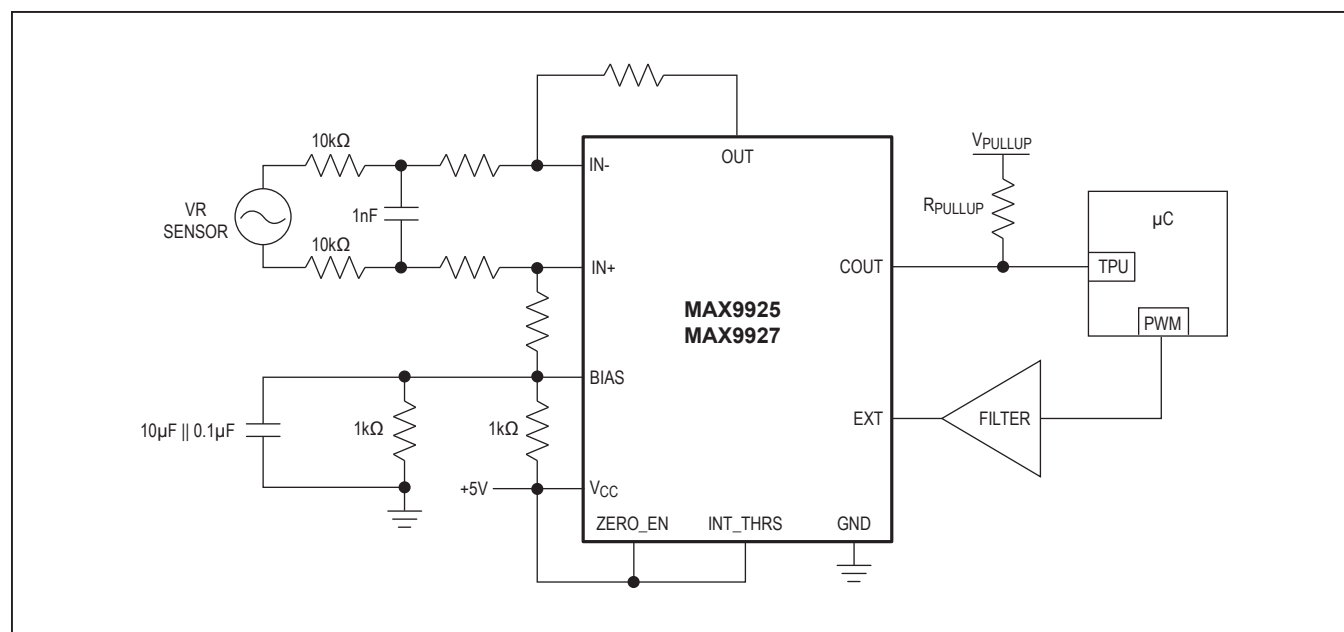 10kΩ
OUT
VPULLUP
IN-
RPULLUP
µC
VR
SENSOR
1nF
10kΩ
IN+
COUT
TPU
MAX9925
MAX9927
PWM
BIAS
EXT
FILTER
10µF || 0.1µF
1kΩ
1kΩ
+5V
VCC
ZERO_EN
INT_THRS
GND